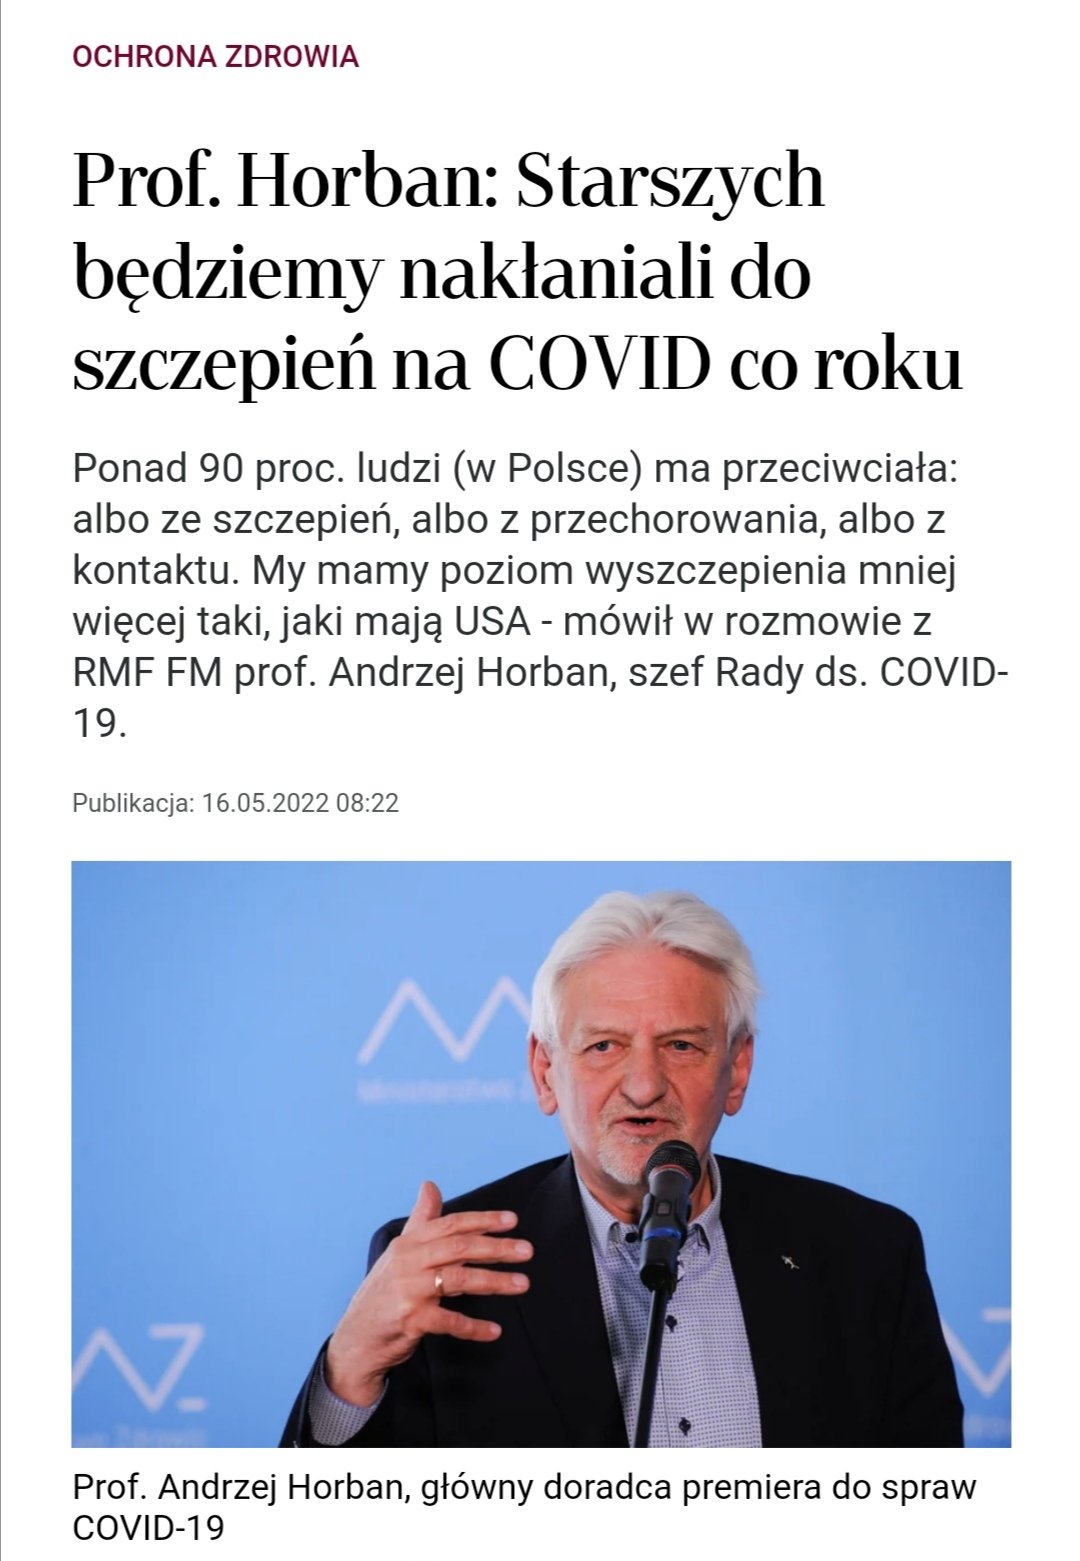 OCHRONA ZDROWIA
Prof. Horban: Starszych
będziemy nakłaniali do
szczepień na COVID co roku
Ponad 90 proc. ludzi (w Polsce) ma przeciwciała:
albo ze szczepień, albo z przechorowania, albo z
kontaktu. My mamy poziom wyszczepienia mniej
więcej taki, jaki mają USA - mówił w rozmowie z
RMF FM prof. Andrzej Horban, szef Rady ds. COVID-
19.
Publikacja: 16.05.2022 08:22
Ministerstwo
Prof. Andrzej Horban, główny doradca premiera do spraw
COVID-19